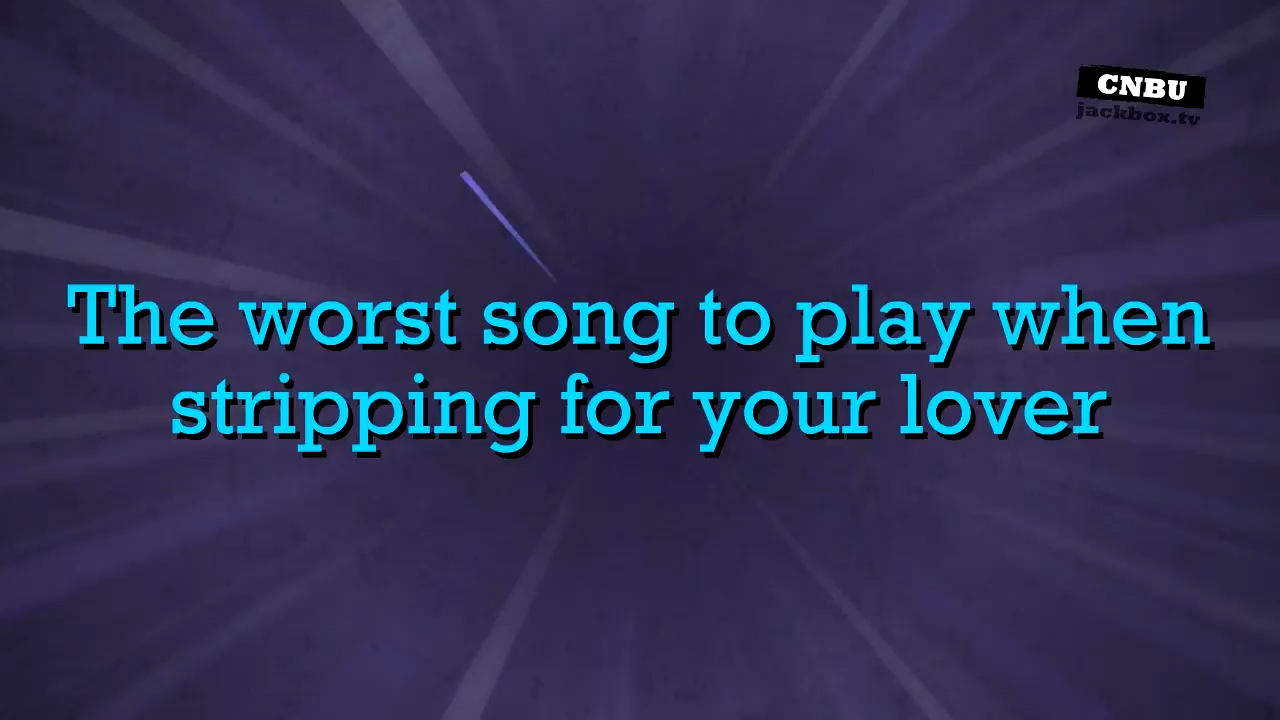 CNBU
jackbox.tv
The worst song to play when
stripping for your lover